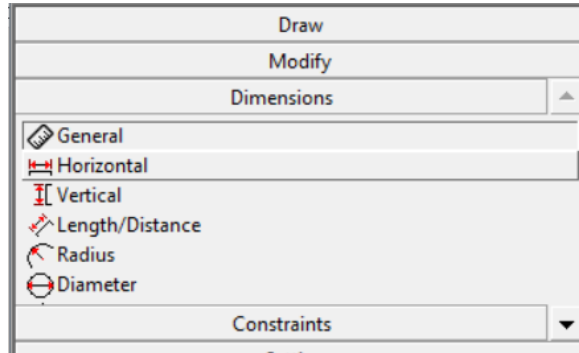 Draw
Modify
Dimensions
General
Horizontal
Vertical
Length/Distance
Radius
Diameter
Constraints